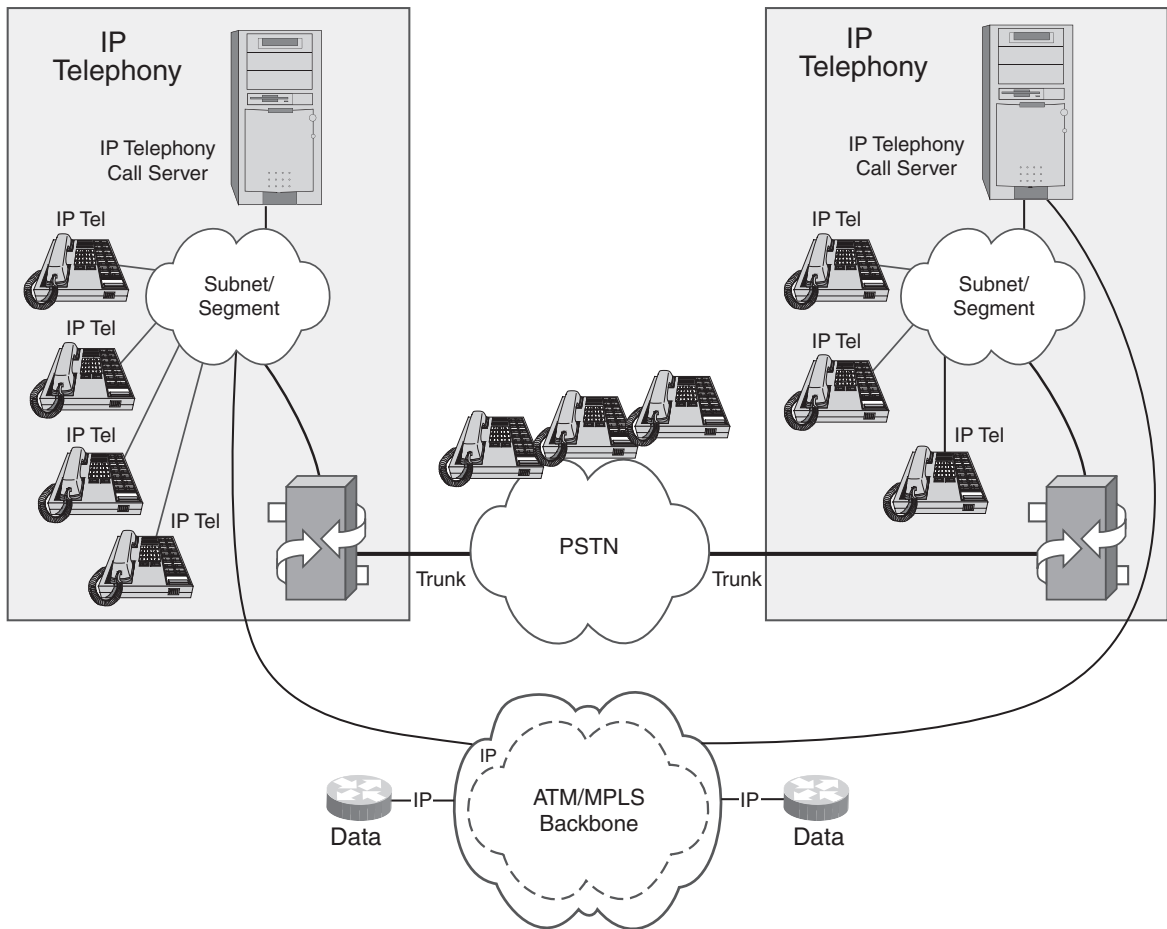 IP
Telephony
IP Telephony
Call Server
IP Tel
Subnet/
Segment
IP Tel
IP Tel
IP Tel
Trunk
PSTN
Trunk
IP
Telephony
IP Telephony
Call Server
IP Tel
Subnet/
Segment
IP Tel
IP Tel
IP
ATM/MPLS
Backbone
IP
Data
IP
Data